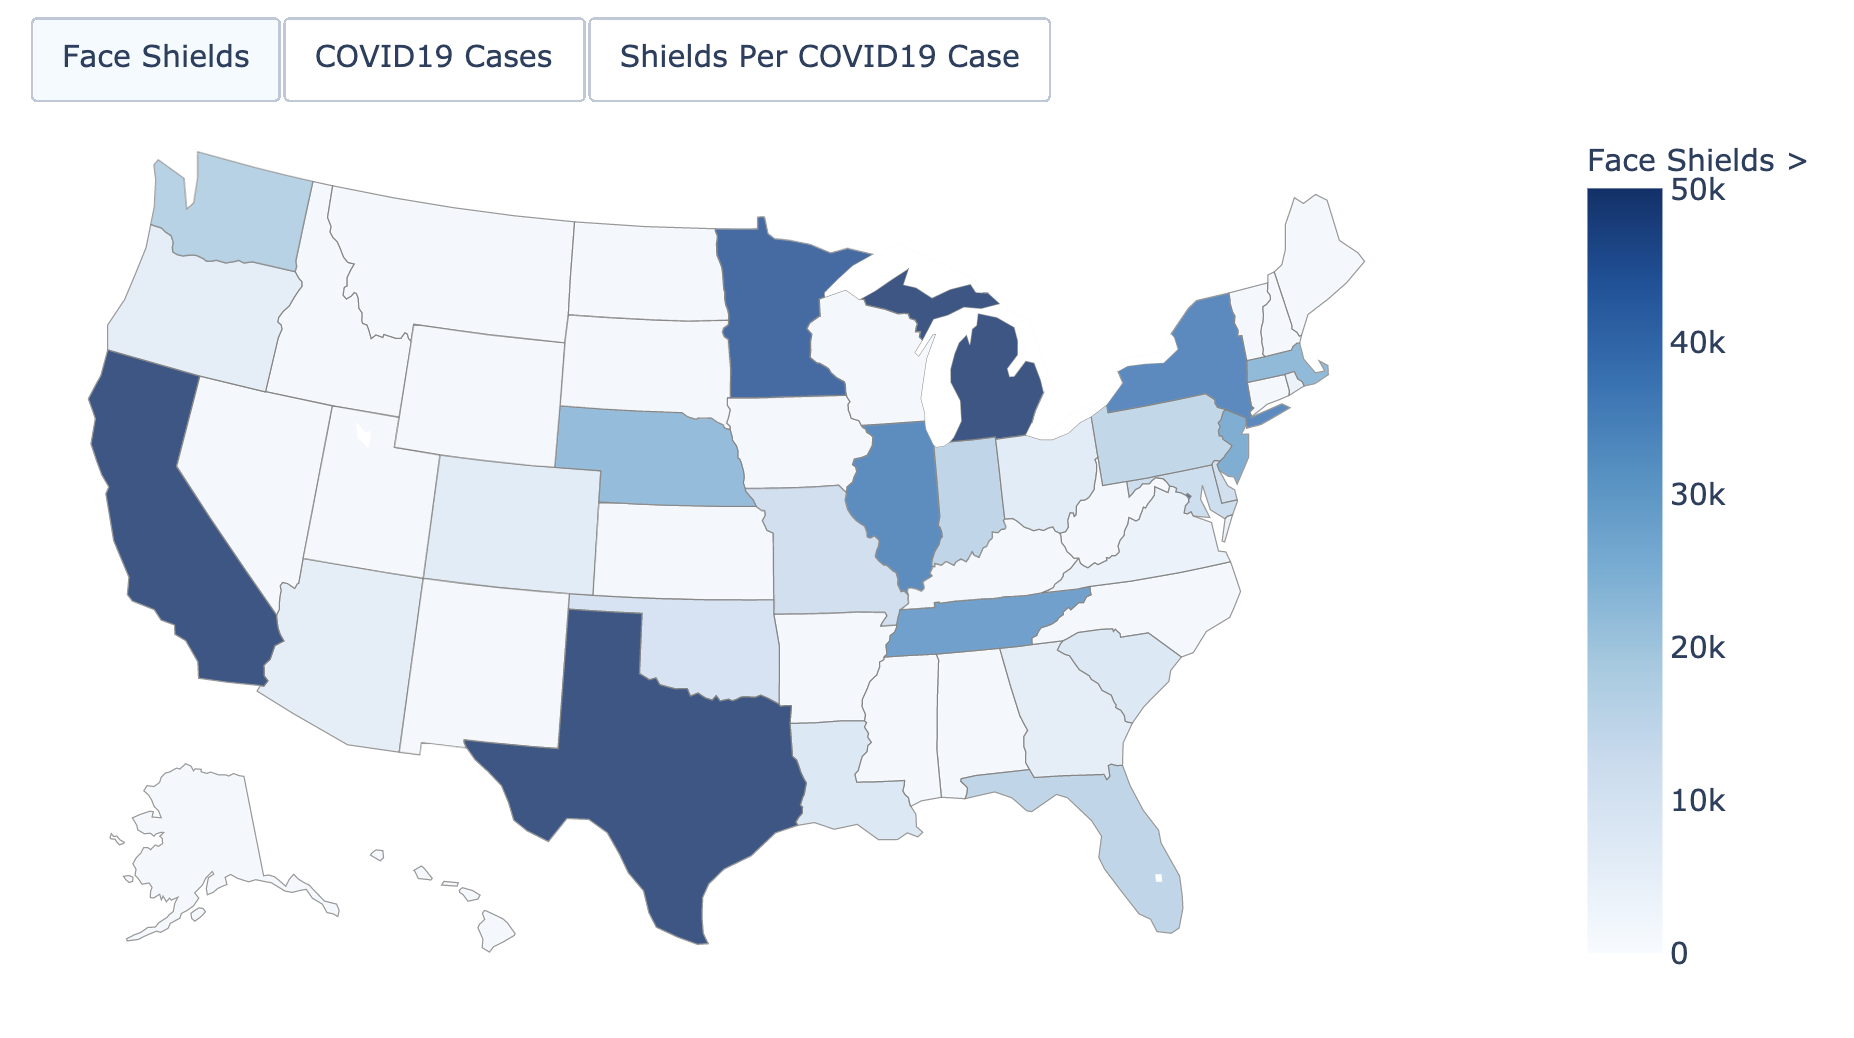 Face Shields
COVID19 Cases
Shields Per COVID19 Case
Face Shields >
50k
40k
30k
20k
10k
0